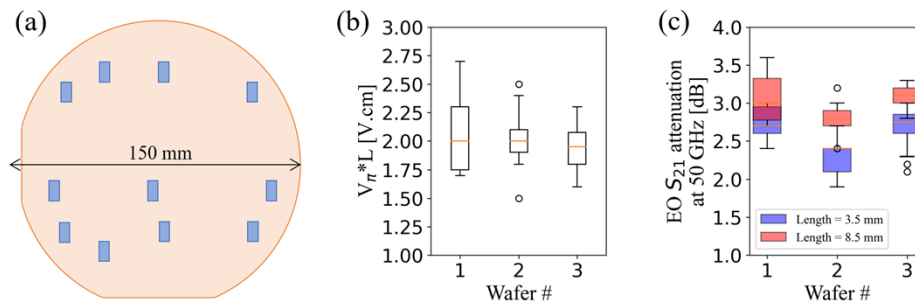 (a)
150 mm
(b)
V_π*L [V.cm]
3.00
2.75
2.50
2.25
2.00
1.75
1.50
1.25
1.00
1 2 3
Wafer #
(c)
EO S₂₁ attenuation
at 50 GHz [dB]
4.0
3.5
3.0
2.5
2.0
1.5
1.0
Length = 3.5 mm
Length = 8.5 mm
1 2 3
Wafer #